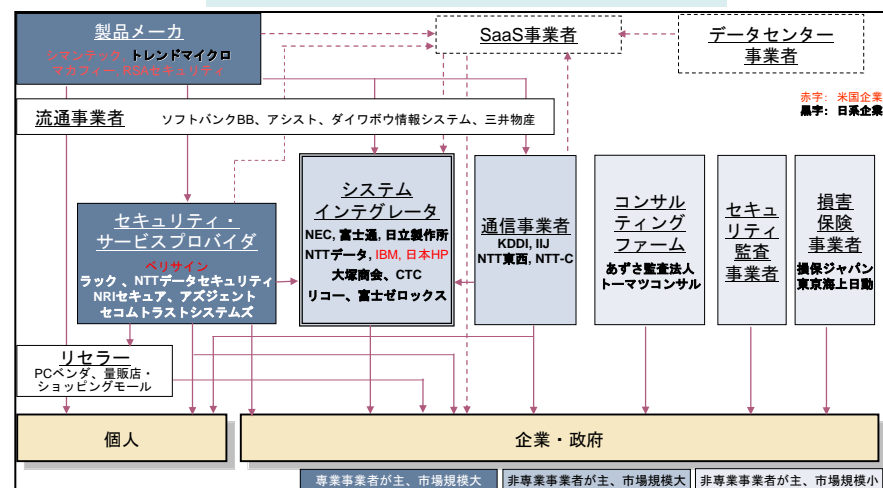 製品メーカ
シマンテック, トレンドマイクロ
マカフィー, RSAセキュリティ
SaaS事業者
データセンター
事業者
赤字: 米国企業
黒字: 日系企業
流通事業者
ソフトバンクBB、アシスト、ダイワボウ情報システム、三井物産
セキュリティ・
サービスプロバイダ
ベリサイン
ラック 、NTTデータセキュリティ
NRIセキュア、アズジェント
セコムトラストシステムズ
システム
インテグレータ
NEC, 富士通, 日立製作所
NTTデータ, IBM, 日本HP
大塚商会、CTC
リコー、富士ゼロックス
通信事業者
KDDI, IIJ
NTT東西, NTT-C
コンサル
ティング
ファーム
あずさ監査法人
トーマツコンサル
セキュ
リティ
監査
事業者
損害
保険
事業者
損保ジャパン
東京海上日動
リセラー
PCベンダ、量販店・
ショッピングモール
個人
企業・政府
専業事業者が主、市場規模大
非専業事業者が主、市場規模大
非専業事業者が主、市場規模小